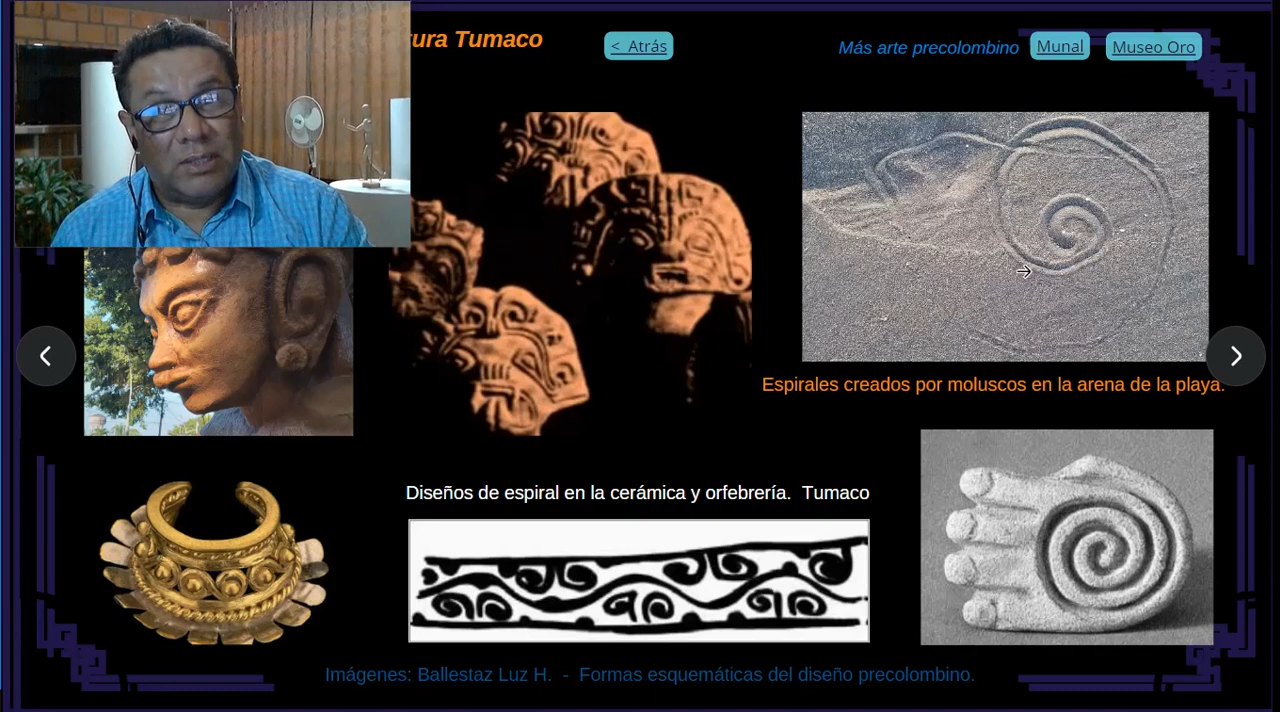 ura Tumaco
< Atrás
Más arte precolombino
Munal
Museo Oro
Espirales creados por moluscos en la arena de la playa.
Diseños de espiral en la cerámica y orfebrería. Tumaco
Imágenes: Ballestaz Luz H. - Formas esquemáticas del diseño precolombino.